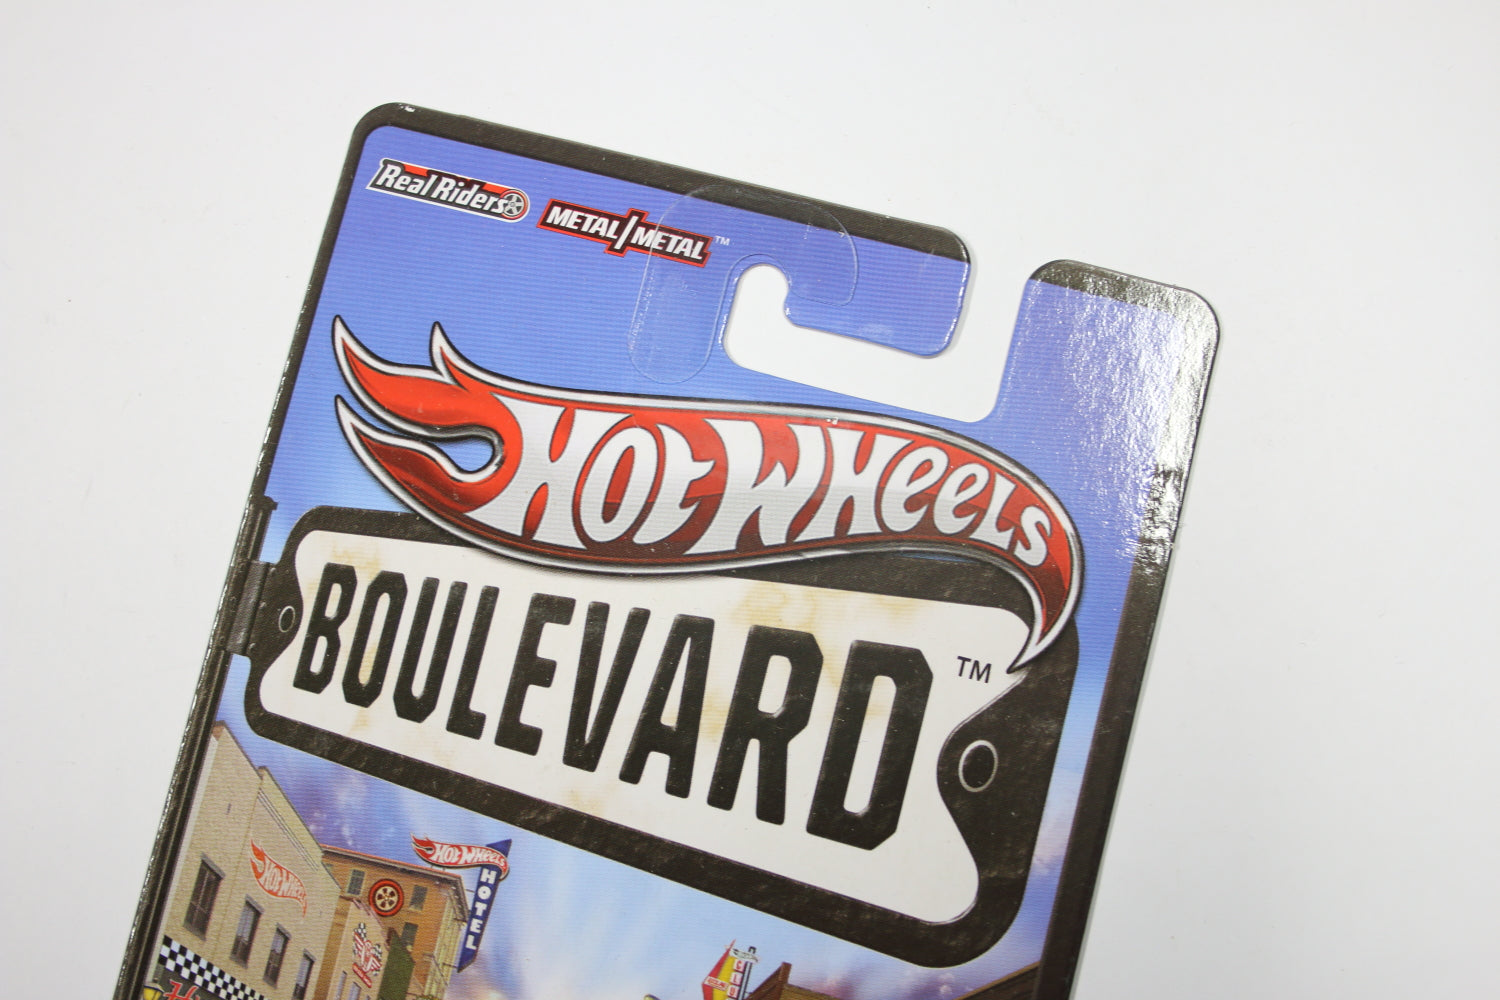 Real Riders
METAL/METAL™
HOT WHEELS
BOULEVARD™
HOT WHEELS
HOT WHEELS
HOTEL